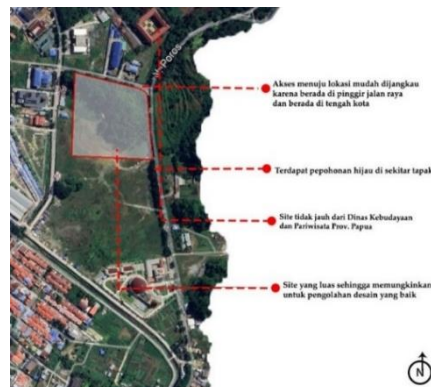 Jl. Poros
Akses menuju lokasi mudah dijangkau
karena berada di pinggir jalan raya
dan berada di tengah kota
Terdapat pepohonan hijau di sekitar tapak
Site tidak jauh dari Dinas Kebudayaan
dan Pariwisata Prov. Papua
Site yang luas sehingga memungkinkan
untuk pengolahan desain yang baik
N